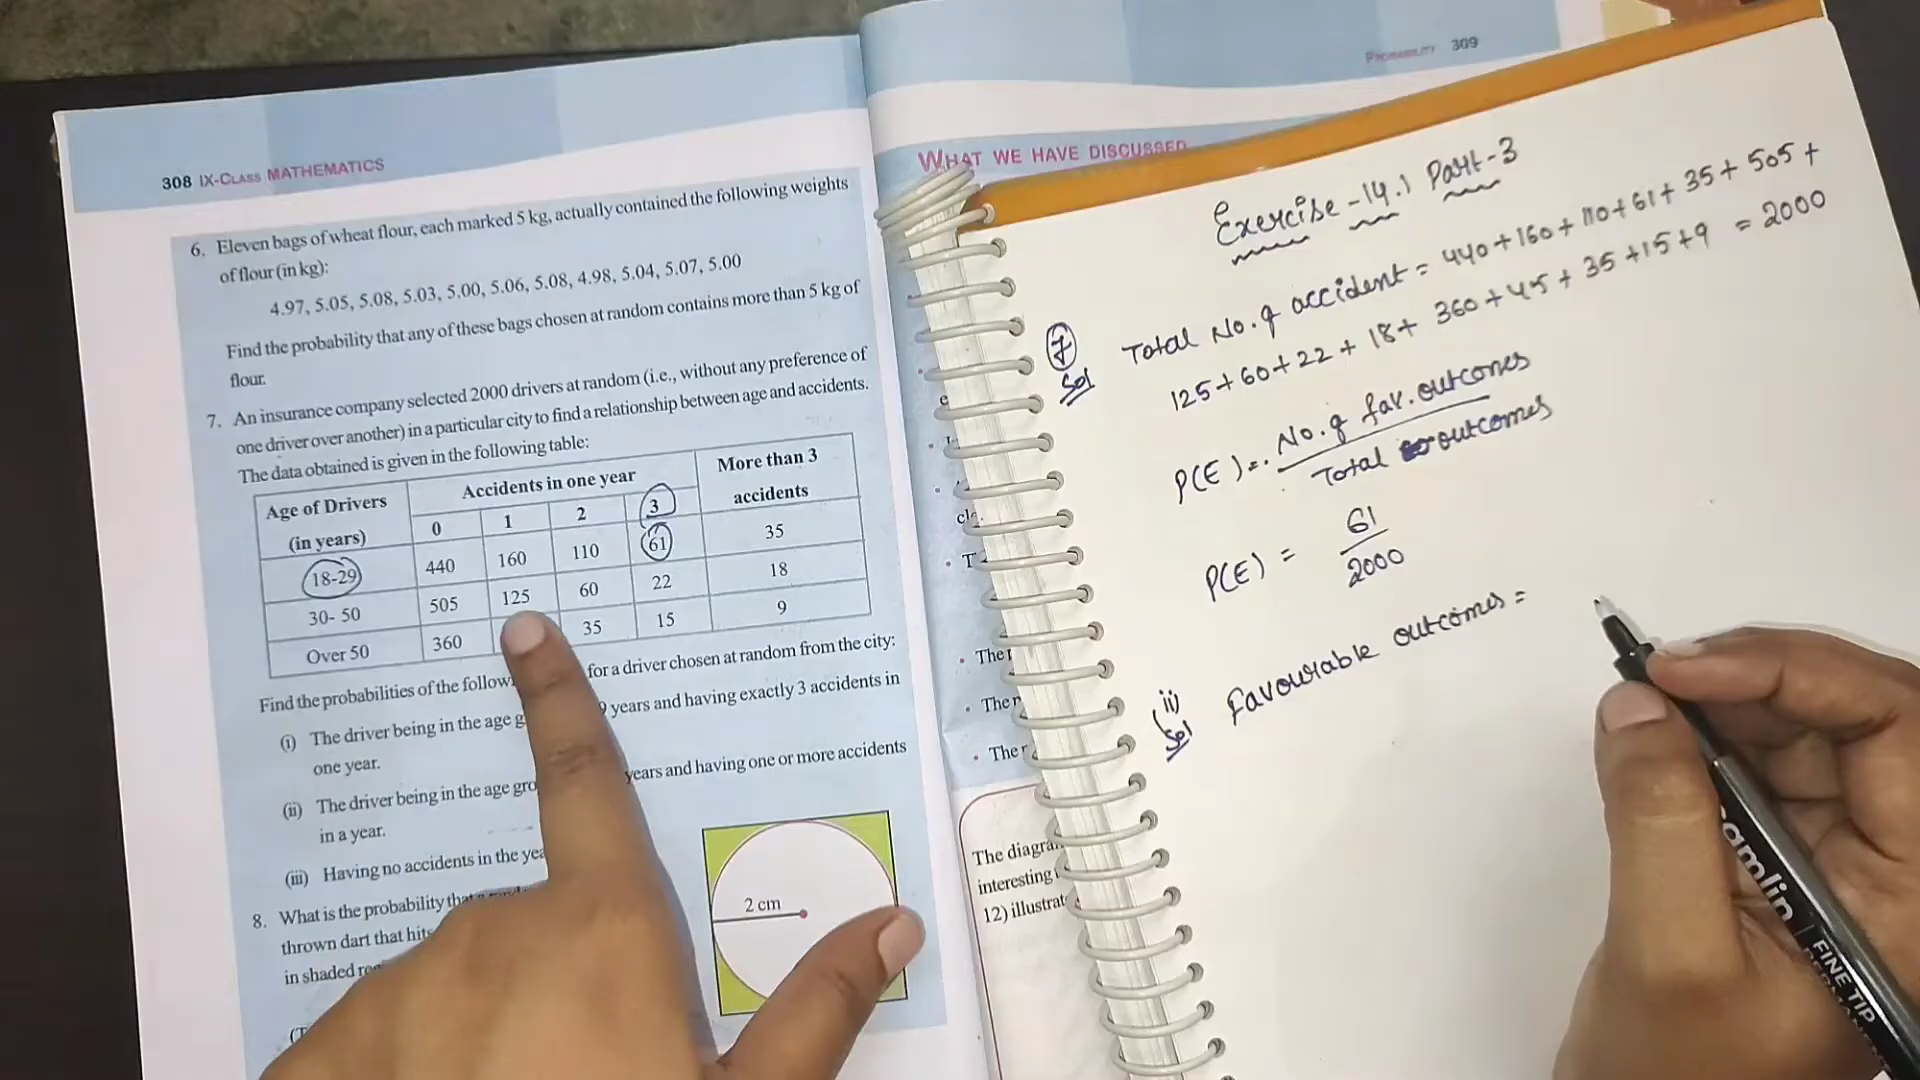 308 IX-CLASS MATHEMATICS
6. Eleven bags of wheat flour, each marked 5 kg, actually contained the following weights
of flour (in kg):
4.97, 5.05, 5.08, 5.03, 5.00, 5.06, 5.08, 4.98, 5.04, 5.07, 5.00
Find the probability that any of these bags chosen at random contains more than 5 kg of
flour.
7. An insurance company selected 2000 drivers at random (i.e., without any preference of
one driver over another) in a particular city to find a relationship between age and accidents.
The data obtained is given in the following table:
Age of Drivers Accidents in one year More than 3
(in years) 0 1 2 3 accidents
18-29 440 160 110 61 35
30- 50 505 125 60 22 18
Over 50 360 35 15 9
Find the probabilities of the for a driver chosen at random from the city:
(i) The driver being in the age years and having exactly 3 accidents in
one year.
(ii) The driver being in the age years and having one or more accidents
in a year.
(iii) Having no accidents in the
8. What is the probability
thrown dart that
in shaded
2 cm
PROBABILITY 309
WHAT WE HAVE DISCUSSED
The diagram
interesting
12)
Exercise-14.1 Part-3
7 Total No. of accident = 440+160+110+61+35+505+
Sol 125+60+22+18+360+45+35+15+9 = 2000
P(E) = No. of fav. outcomes
Total outcomes
P(E) = 61
2000
(ii) Favourable outcomes =
Sol
camlin
FINE TIP